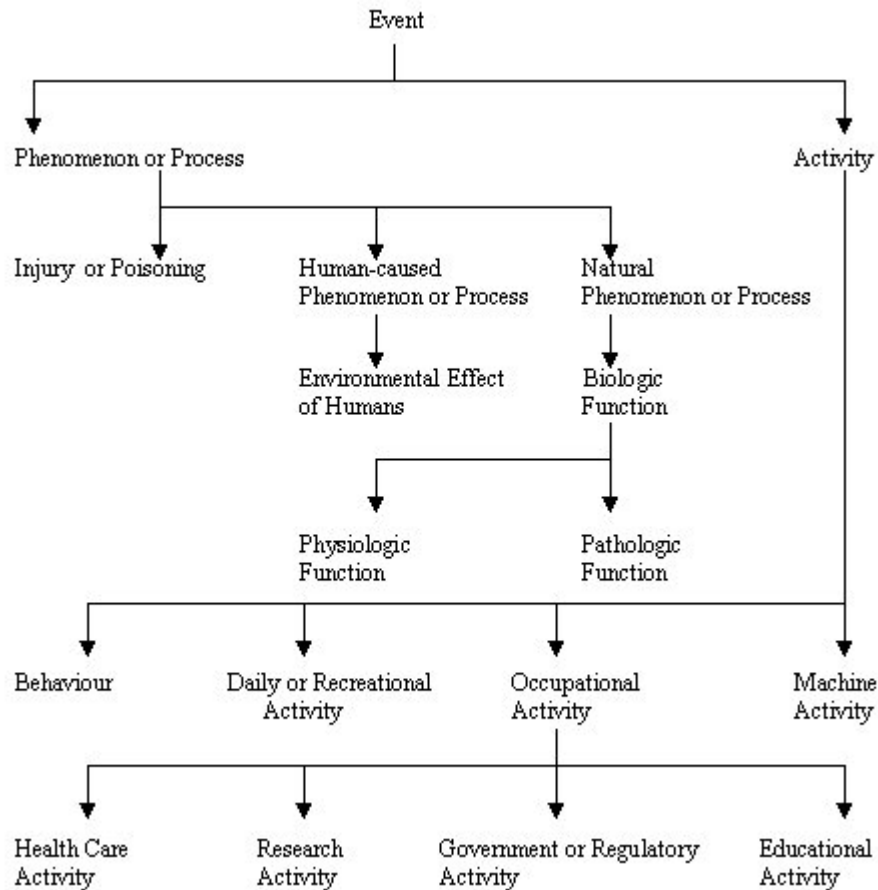 Event
Phenomenon or Process
Activity
Injury or Poisoning
Human-caused
Phenomenon or Process
Natural
Phenomenon or Process
Environmental Effect
of Humans
Biologic
Function
Physiologic
Function
Pathologic
Function
Behaviour
Daily or Recreational
Activity
Occupational
Activity
Machine
Activity
Health Care
Activity
Research
Activity
Government or Regulatory
Activity
Educational
Activity